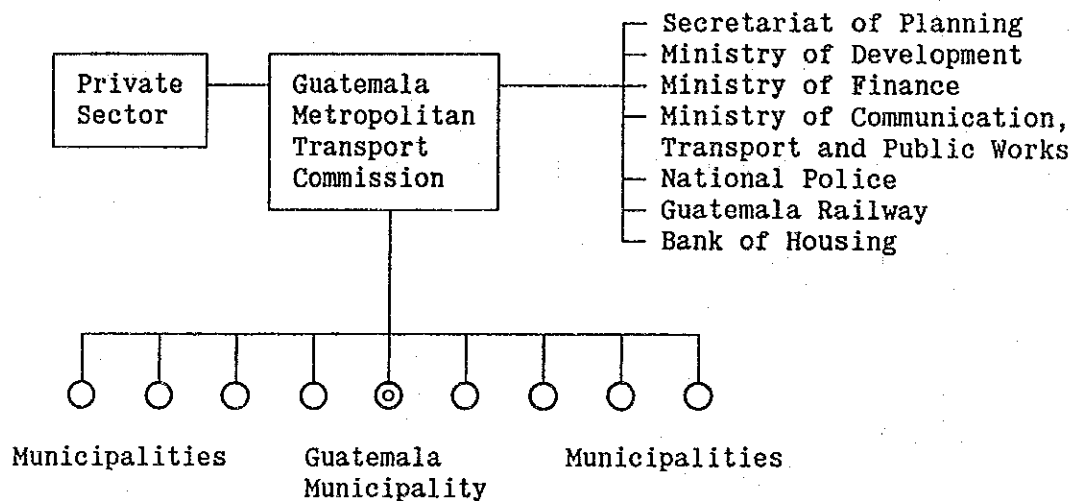 Private
Sector
Guatemala
Metropolitan
Transport
Commission
Secretariat of Planning
Ministry of Development
Ministry of Finance
Ministry of Communication,
Transport and Public Works
National Police
Guatemala Railway
Bank of Housing
Municipalities
Guatemala
Municipality
Municipalities